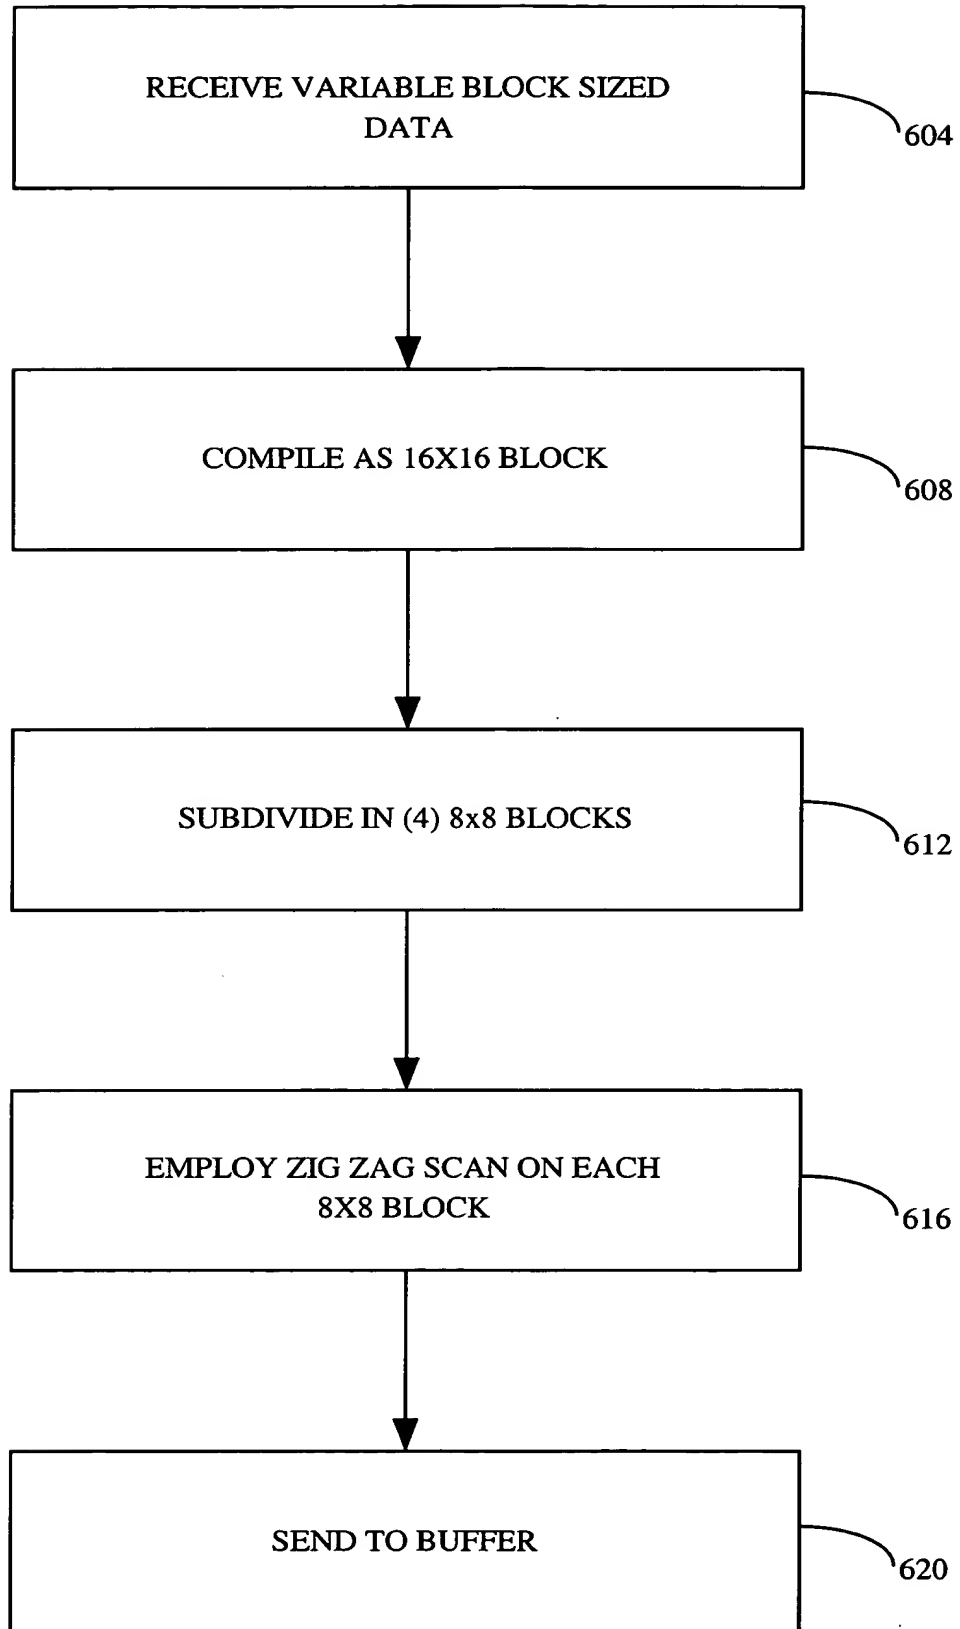 RECEIVE VARIABLE BLOCK SIZED
DATA
604
COMPILE AS 16X16 BLOCK
608
SUBDIVIDE IN (4) 8x8 BLOCKS
612
EMPLOY ZIG ZAG SCAN ON EACH
8X8 BLOCK
616
SEND TO BUFFER
620